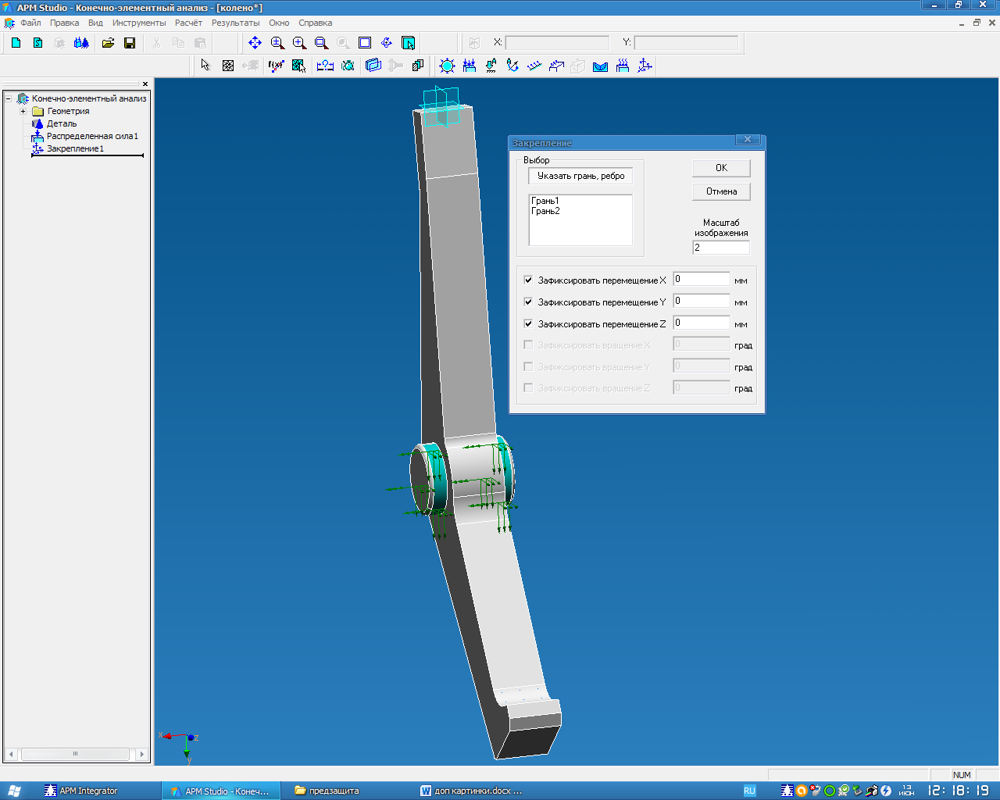 APM Studio - Конечно-элементный анализ - [колено*]
Файл Правка Вид Инструменты Расчёт Результаты Окно Справка
X: Y:
f(x)
Конечно-элементный анализ
Геометрия
Деталь
Распределенная сила1
Закрепление1
Закрепление
Выбор
Указать грань, ребро
Грань1
Грань2
OK
Отмена
Масштаб
изображения
2
Зафиксировать перемещение X 0 мм
Зафиксировать перемещение Y 0 мм
Зафиксировать перемещение Z 0 мм
Зафиксировать вращение X 0 град
Зафиксировать вращение Y 0 град
Зафиксировать вращение Z 0 град
X Z
Y
NUM
APM Integrator APM Studio - Конеч... предзащита доп картинки.docx ... RU 13 июн 12:18:19